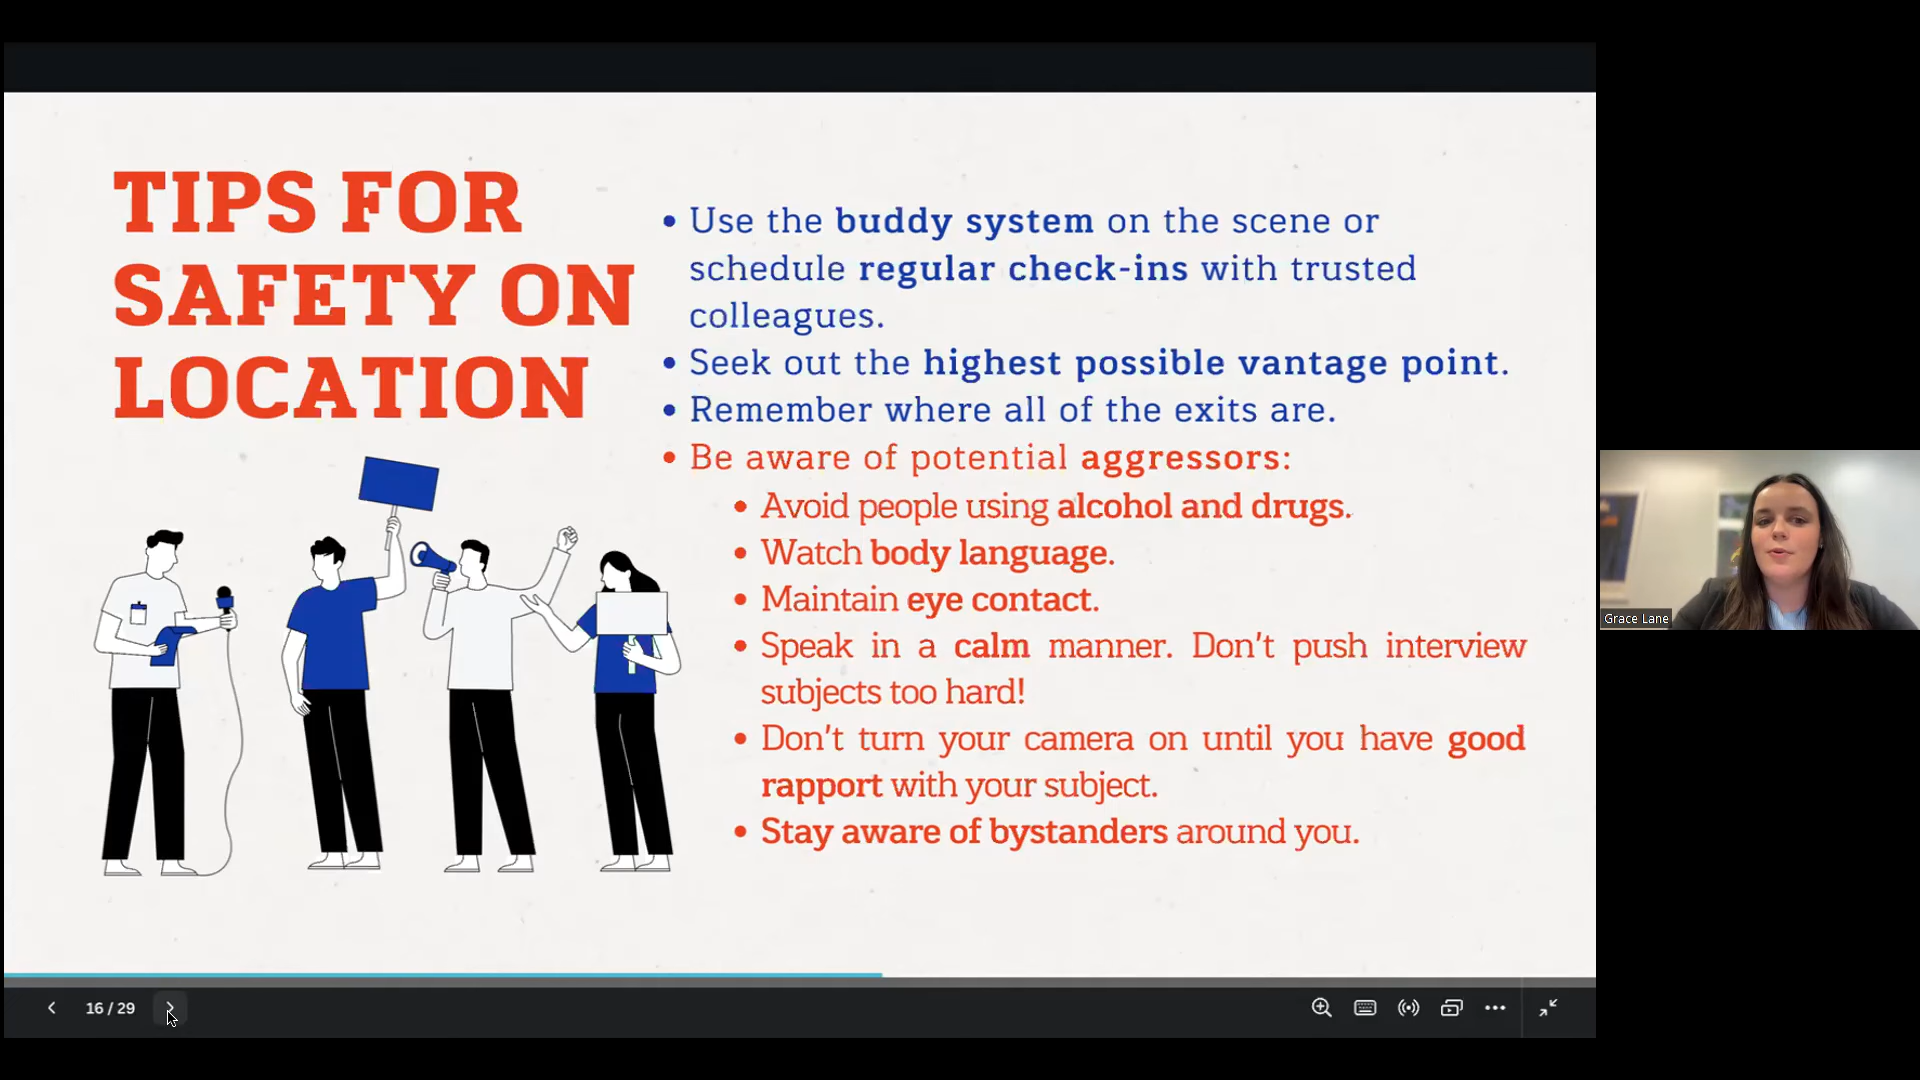 TIPS FOR
SAFETY ON
LOCATION
• Use the buddy system on the scene or
schedule regular check-ins with trusted
colleagues.
• Seek out the highest possible vantage point.
• Remember where all of the exits are.
• Be aware of potential aggressors:
• Avoid people using alcohol and drugs.
• Watch body language.
• Maintain eye contact.
• Speak in a calm manner. Don't push interview
subjects too hard!
• Don't turn your camera on until you have good
rapport with your subject.
• Stay aware of bystanders around you.
Grace Lane
16 / 29